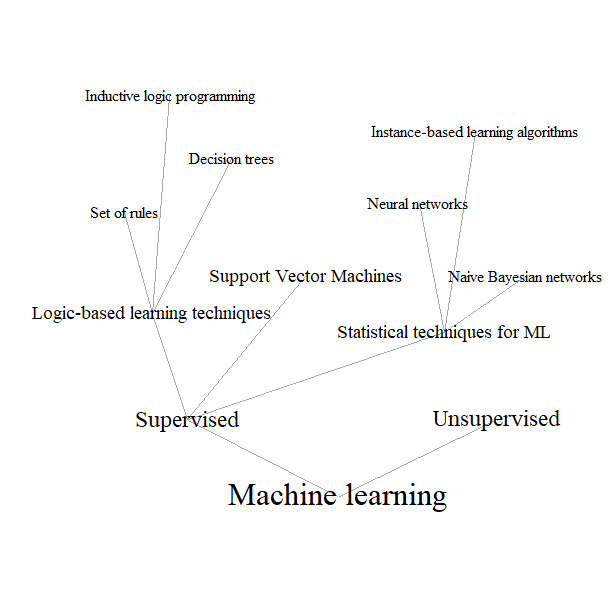 Inductive logic programming
Instance-based learning algorithms
Decision trees
Neural networks
Set of rules
Support Vector Machines
Naive Bayesian networks
Logic-based learning techniques
Statistical techniques for ML
Supervised
Unsupervised
Machine learning